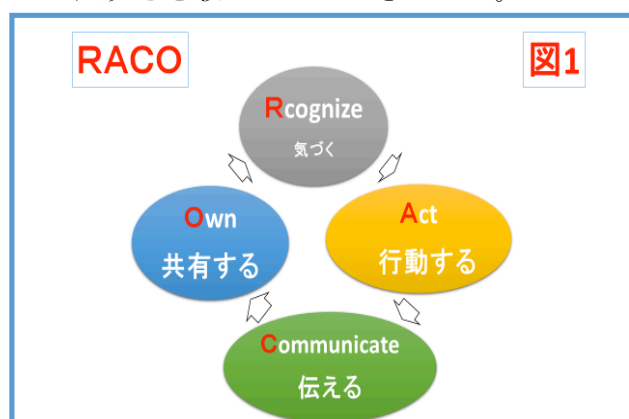 RACO
図1
Rcognize
気づく
Own
共有する
Act
行動する
Communicate
伝える